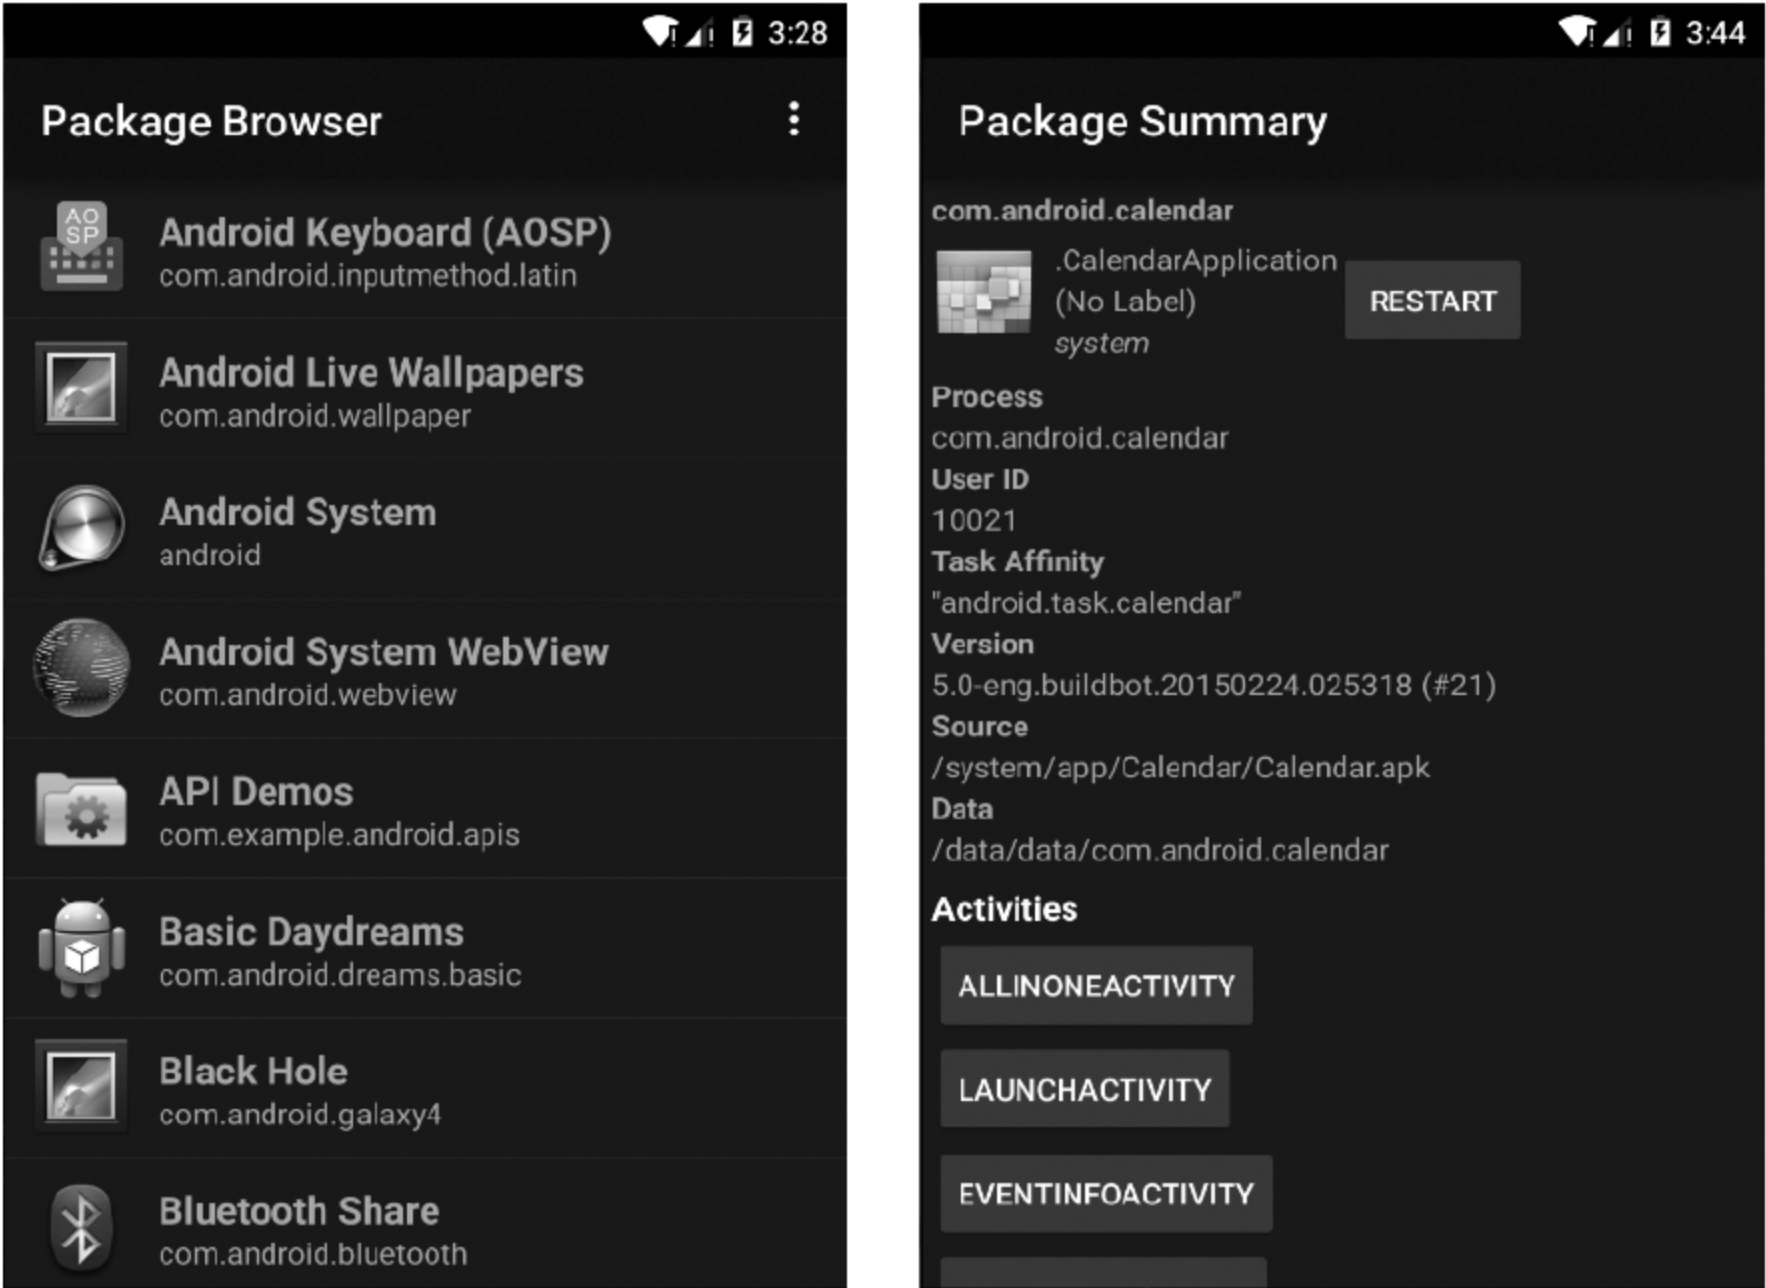 3:28
Package Browser
AO
SP
Android Keyboard (AOSP)
com.android.inputmethod.latin
Android Live Wallpapers
com.android.wallpaper
Android System
android
Android System WebView
com.android.webview
API Demos
com.example.android.apis
Basic Daydreams
com.android.dreams.basic
Black Hole
com.android.galaxy4
Bluetooth Share
com.android.bluetooth
3:44
Package Summary
com.android.calendar
.CalendarApplication
(No Label)
system
RESTART
Process
com.android.calendar
User ID
10021
Task Affinity
"android.task.calendar"
Version
5.0-eng.buildbot.20150224.025318 (#21)
Source
/system/app/Calendar/Calendar.apk
Data
/data/data/com.android.calendar
Activities
ALLINONEACTIVITY
LAUNCHACTIVITY
EVENTINFOACTIVITY